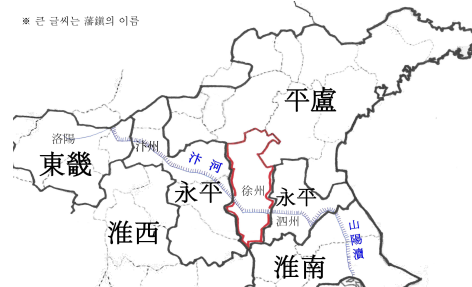 ※ 큰 글씨는 藩鎭의 이름
平盧
洛陽
汴州
東畿
汴河
永平
徐州
永平
泗州
淮西
山陽瀆
淮南